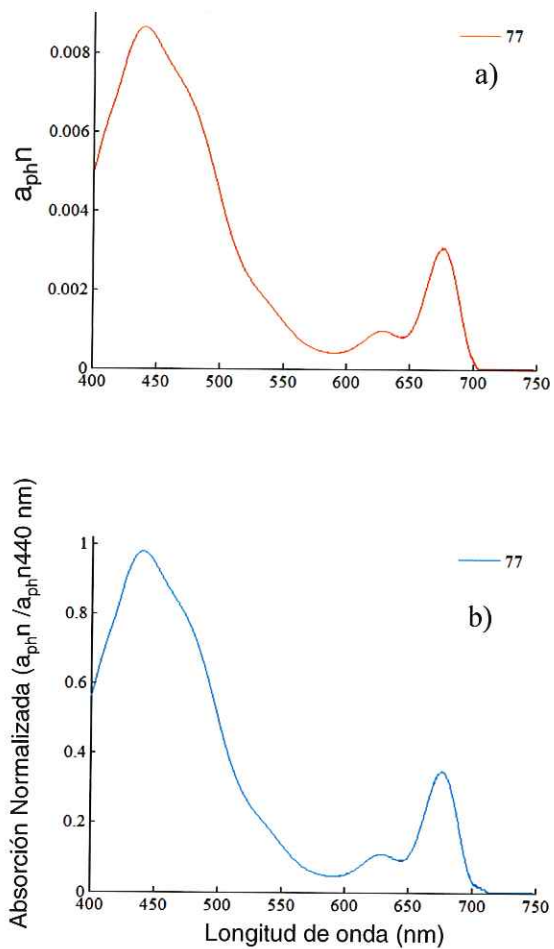 77
a)
0.008
0.006
0.004
0.002
0
aphn
400 450 500 550 600 650 700 750
77
b)
1
0.8
0.6
0.4
0.2
0
Absorción Normalizada (aphn /aphn440 nm)
400 450 500 550 600 650 700 750
Longitud de onda (nm)